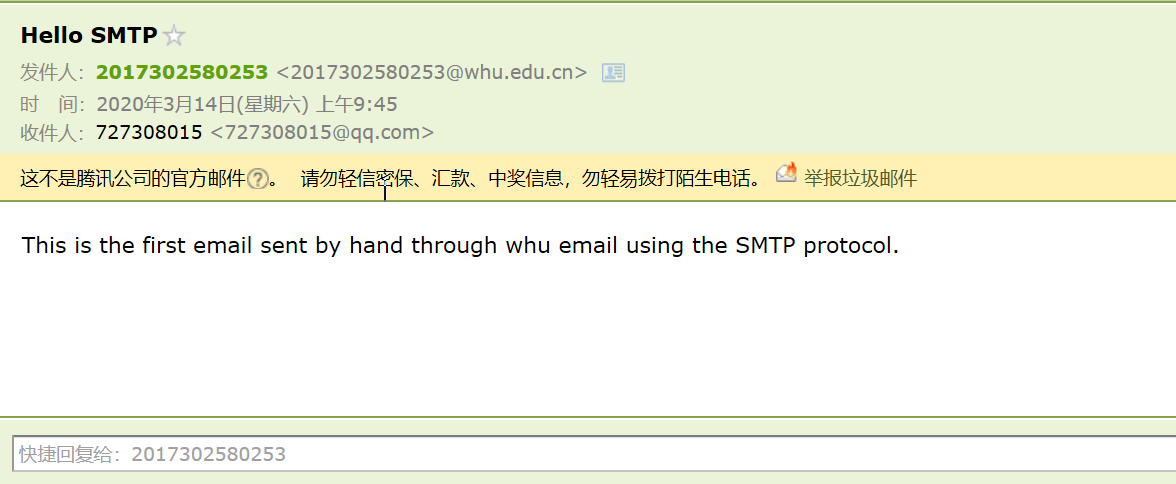 Hello SMTP
发件人：2017302580253 <2017302580253@whu.edu.cn>
时　间：2020年3月14日(星期六) 上午9:45
收件人：727308015 <727308015@qq.com>
这不是腾讯公司的官方邮件?。 请勿轻信密保、汇款、中奖信息，勿轻易拨打陌生电话。 举报垃圾邮件
This is the first email sent by hand through whu email using the SMTP protocol.
快捷回复给：2017302580253